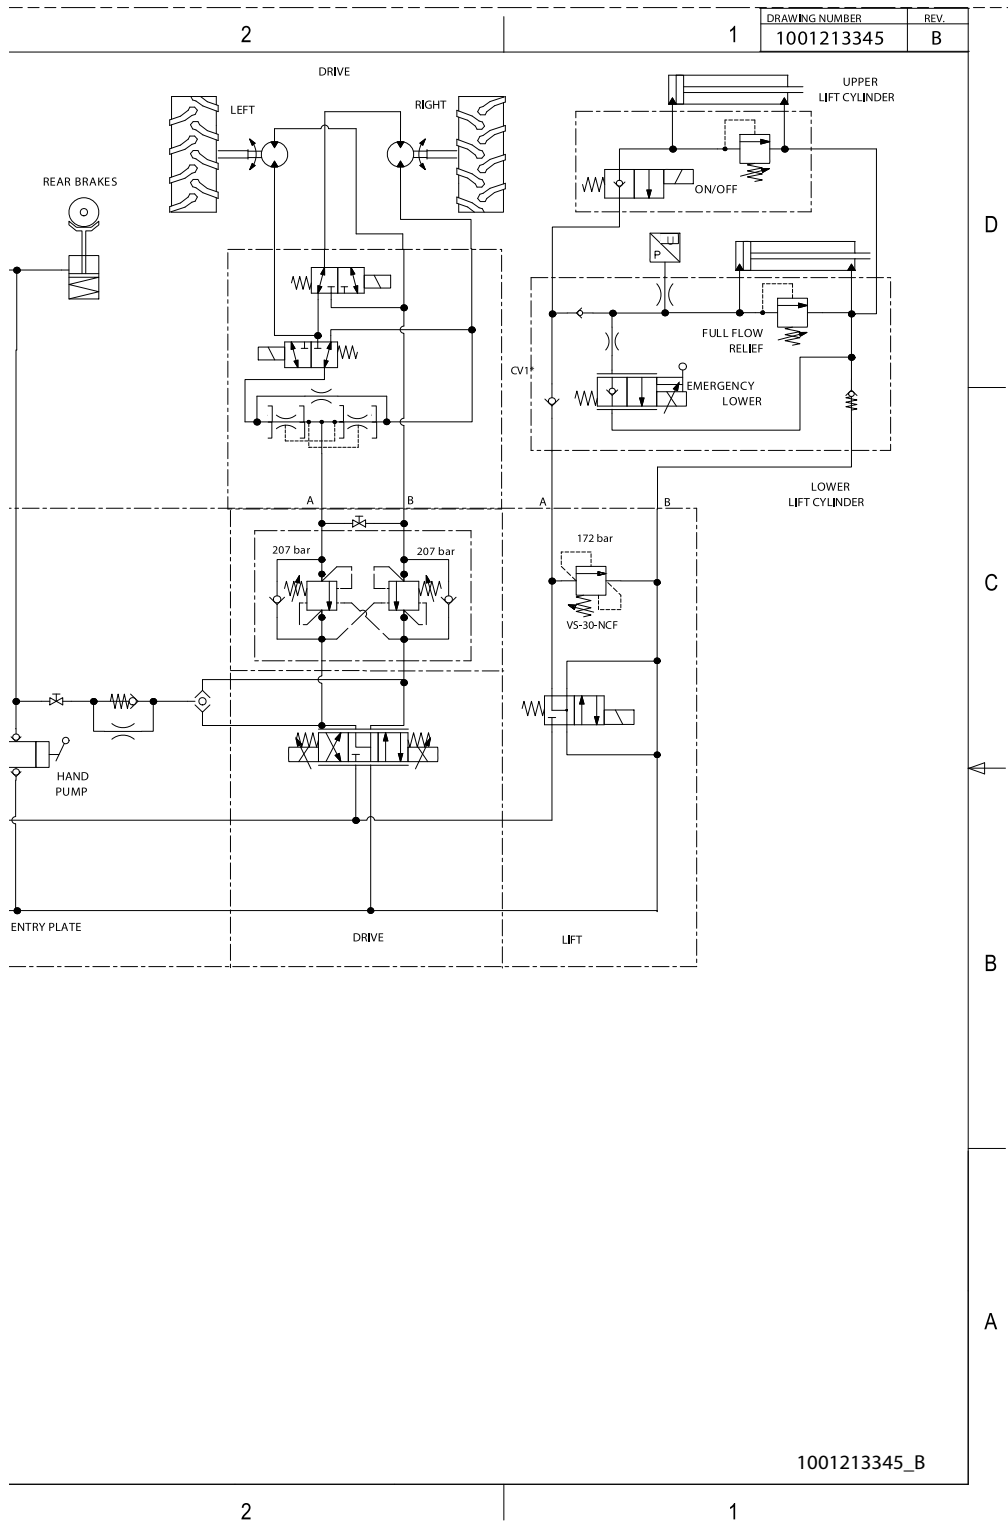 DRAWING NUMBER
REV.
2
1
1001213345
B
DRIVE
UPPER
LIFT CYLINDER
LEFT
RIGHT
REAR BRAKES
ON/OFF
D
U
P
FULL FLOW
RELIEF
CV1*
EMERGENCY
LOWER
LOWER
LIFT CYLINDER
A
B
A
B
207 bar
207 bar
172 bar
C
VS-30-NCF
HAND
PUMP
ENTRY PLATE
DRIVE
LIFT
B
A
1001213345_B
2
1